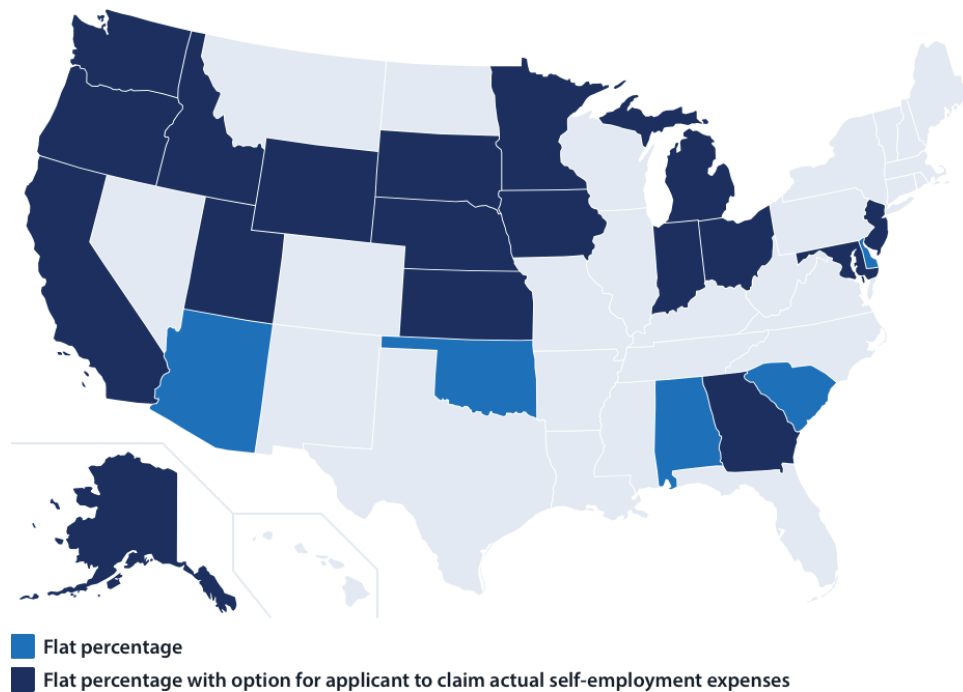 Flat percentage
Flat percentage with option for applicant to claim actual self-employment expenses